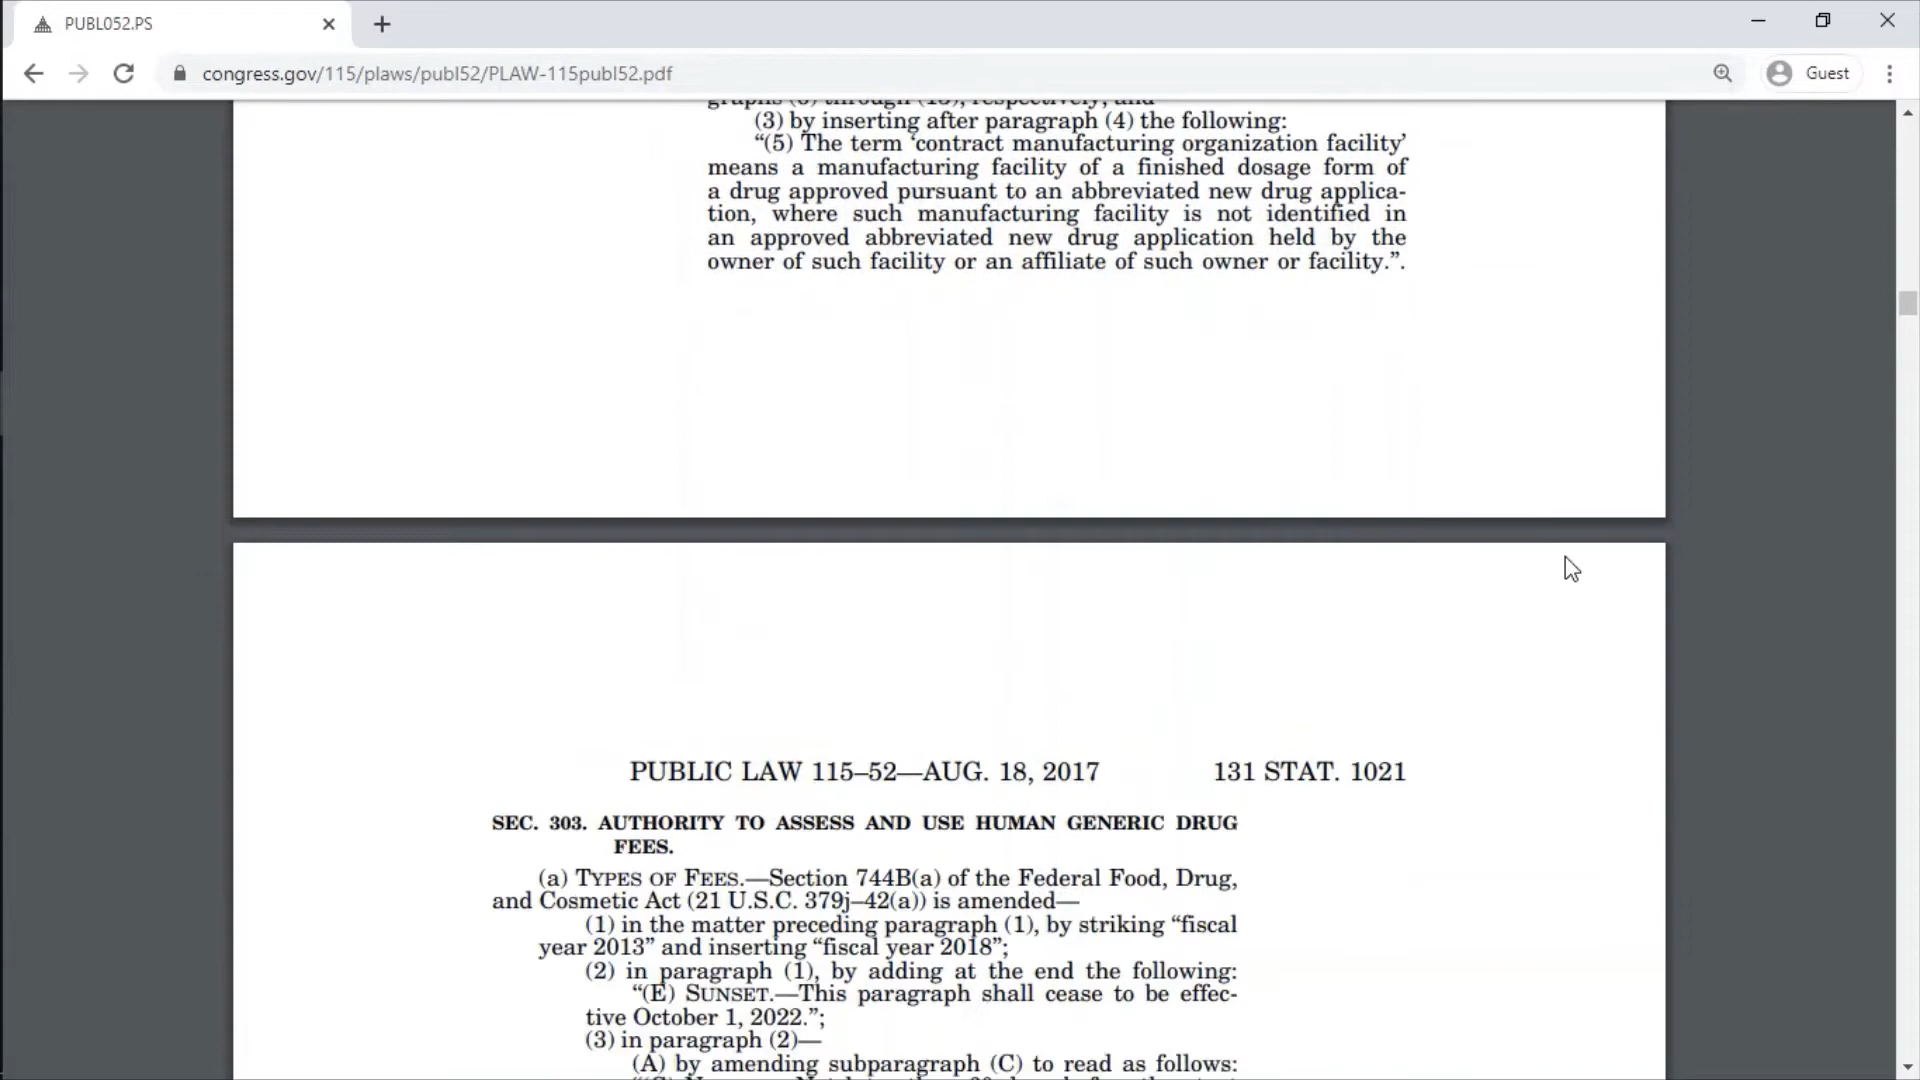 PUBL052.PS
congress.gov/115/plaws/publ52/PLAW-115publ52.pdf
Guest
graphs (6) through (13), respectively; and
(3) by inserting after paragraph (4) the following:
“(5) The term ‘contract manufacturing organization facility’
means a manufacturing facility of a finished dosage form of
a drug approved pursuant to an abbreviated new drug applica-
tion, where such manufacturing facility is not identified in
an approved abbreviated new drug application held by the
owner of such facility or an affiliate of such owner or facility.”.
PUBLIC LAW 115–52—AUG. 18, 2017 131 STAT. 1021
SEC. 303. AUTHORITY TO ASSESS AND USE HUMAN GENERIC DRUG
FEES.
(a) TYPES OF FEES.—Section 744B(a) of the Federal Food, Drug,
and Cosmetic Act (21 U.S.C. 379j–42(a)) is amended—
(1) in the matter preceding paragraph (1), by striking “fiscal
year 2013” and inserting “fiscal year 2018”;
(2) in paragraph (1), by adding at the end the following:
“(E) SUNSET.—This paragraph shall cease to be effec-
tive October 1, 2022.”;
(3) in paragraph (2)—
(A) by amending subparagraph (C) to read as follows: